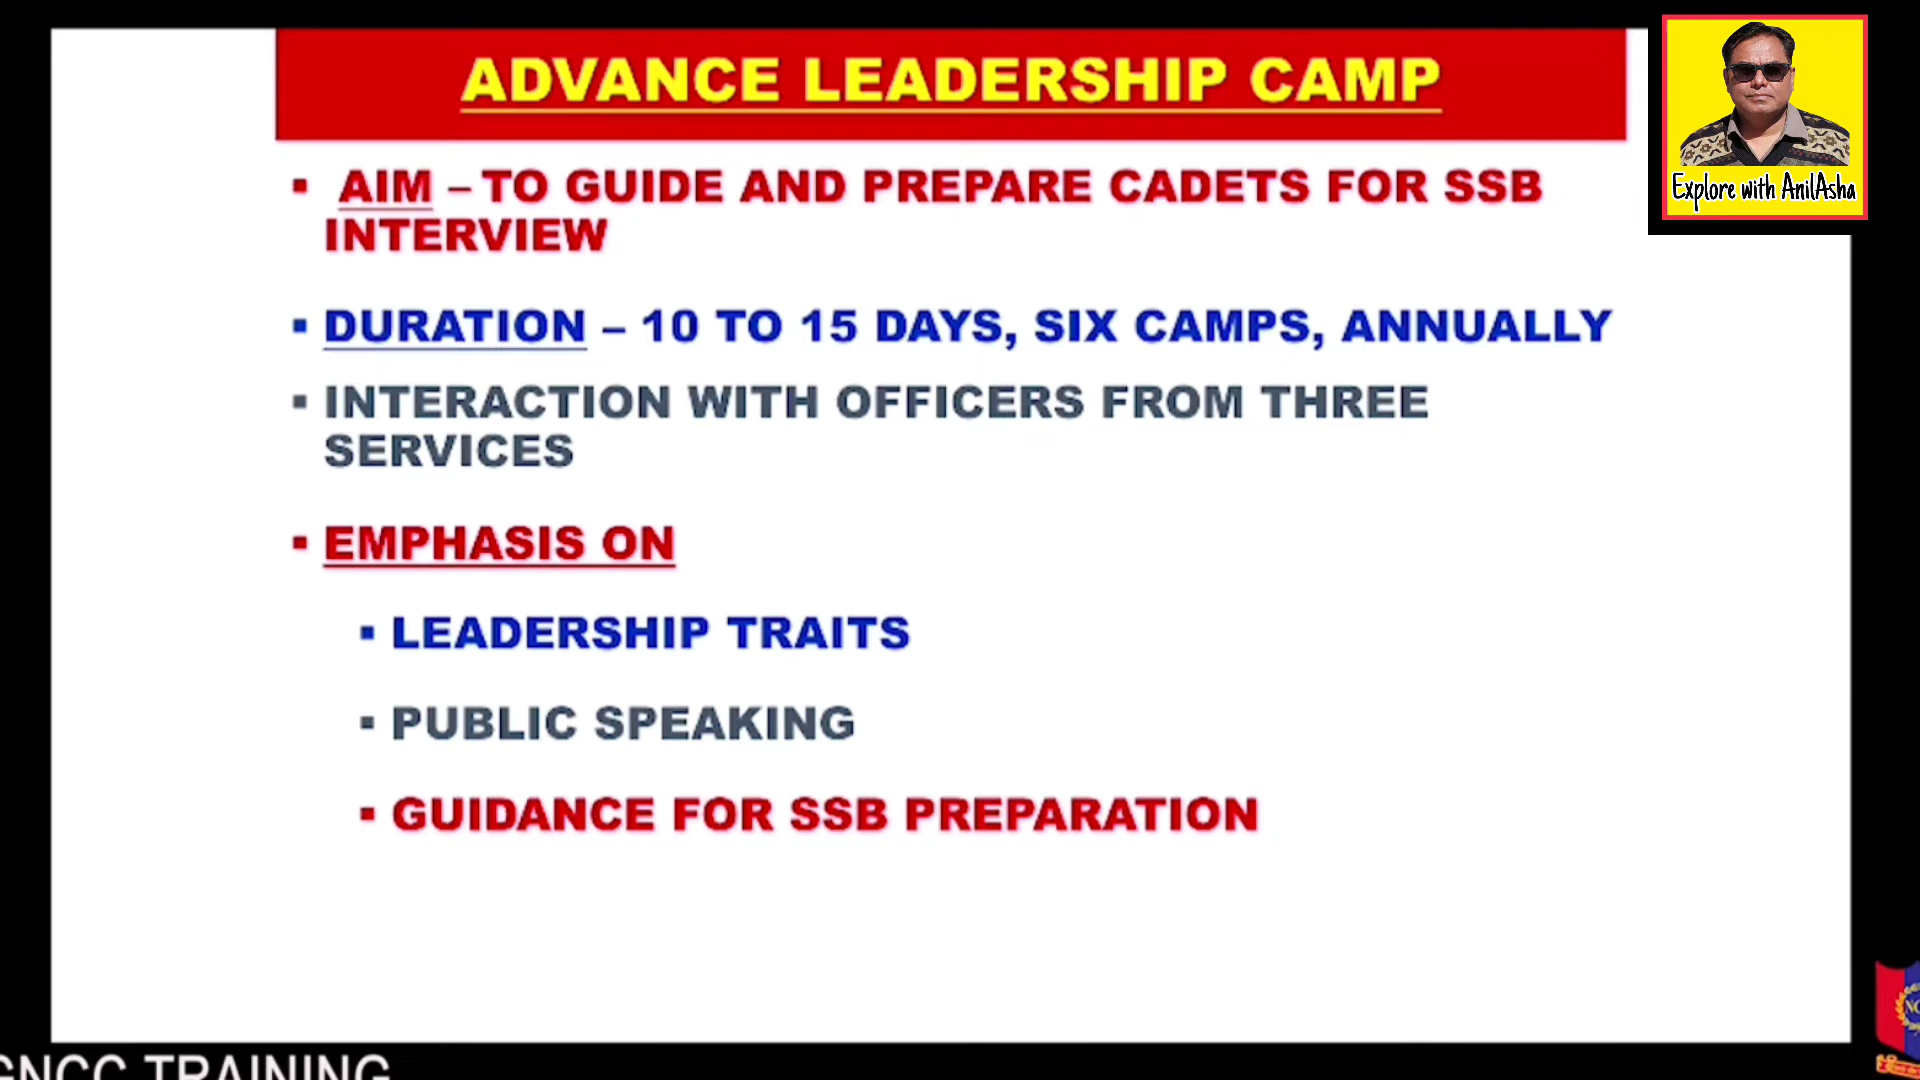 ADVANCE LEADERSHIP CAMP
Explore with AnilAsha
▪ AIM – TO GUIDE AND PREPARE CADETS FOR SSB
INTERVIEW
▪ DURATION – 10 TO 15 DAYS, SIX CAMPS, ANNUALLY
▪ INTERACTION WITH OFFICERS FROM THREE
SERVICES
▪ EMPHASIS ON
▪ LEADERSHIP TRAITS
▪ PUBLIC SPEAKING
▪ GUIDANCE FOR SSB PREPARATION
GNCC TRAINING